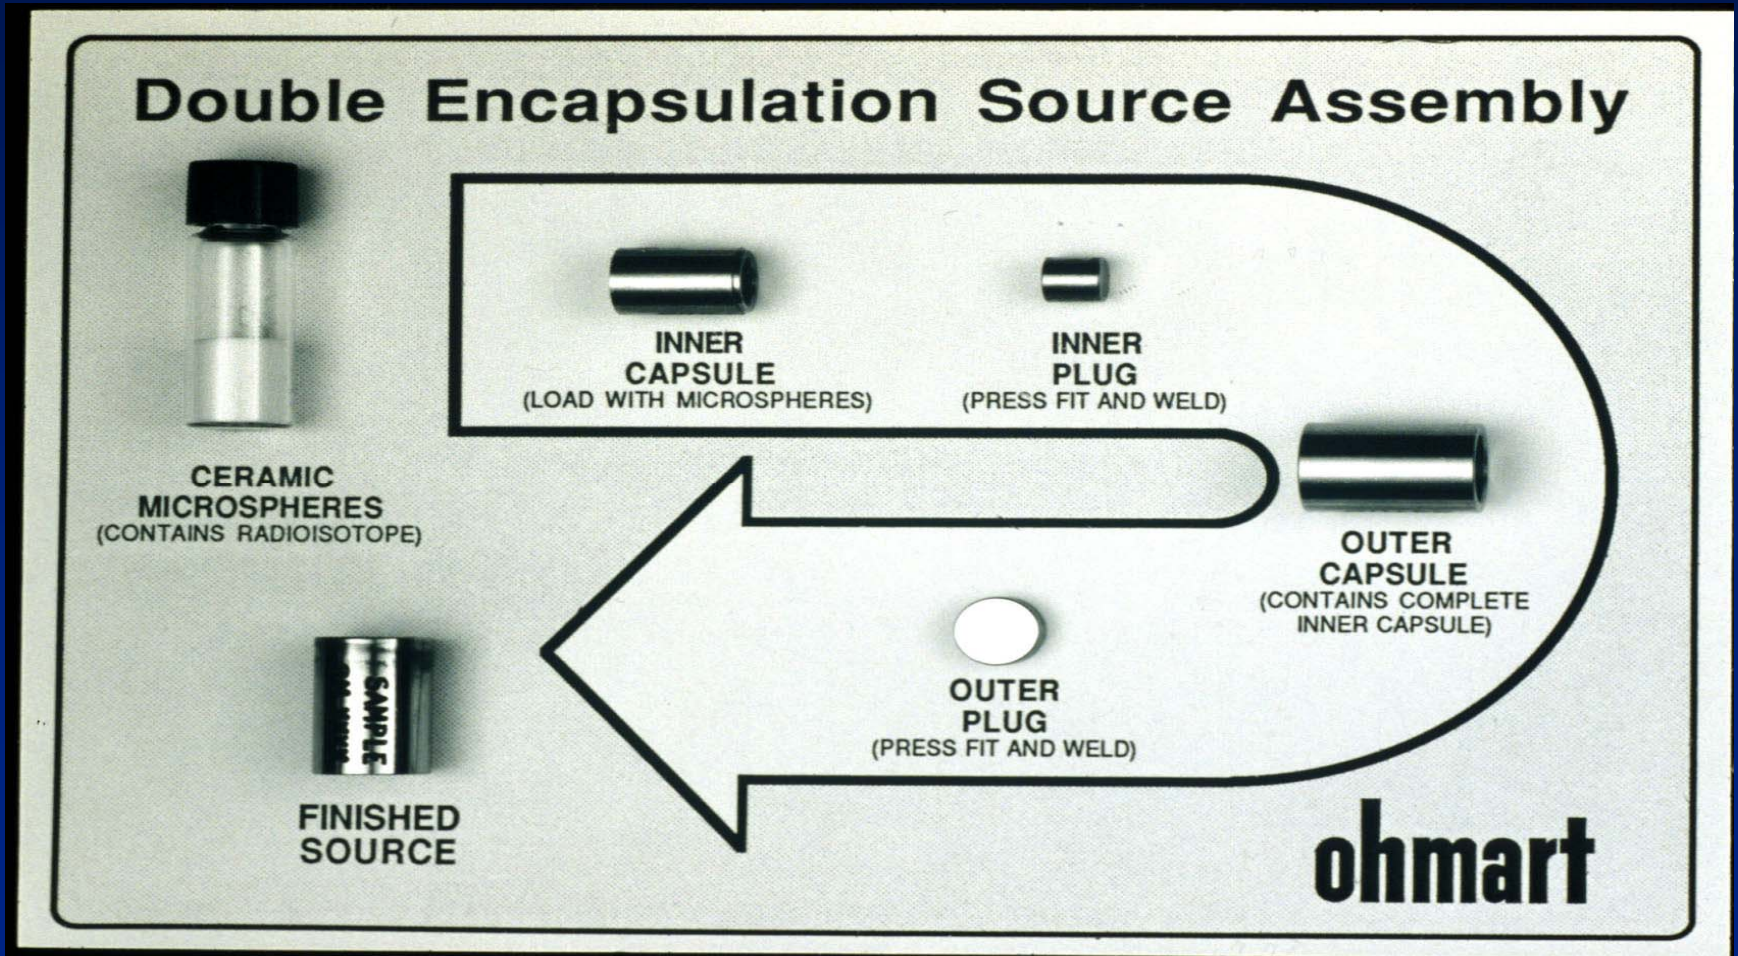 Double Encapsulation Source Assembly
CERAMIC
MICROSPHERES
(CONTAINS RADIOISOTOPE)
INNER
CAPSULE
(LOAD WITH MICROSPHERES)
INNER
PLUG
(PRESS FIT AND WELD)
OUTER
CAPSULE
(CONTAINS COMPLETE
INNER CAPSULE)
OUTER
PLUG
(PRESS FIT AND WELD)
SAMPLE
FINISHED
SOURCE
ohmart